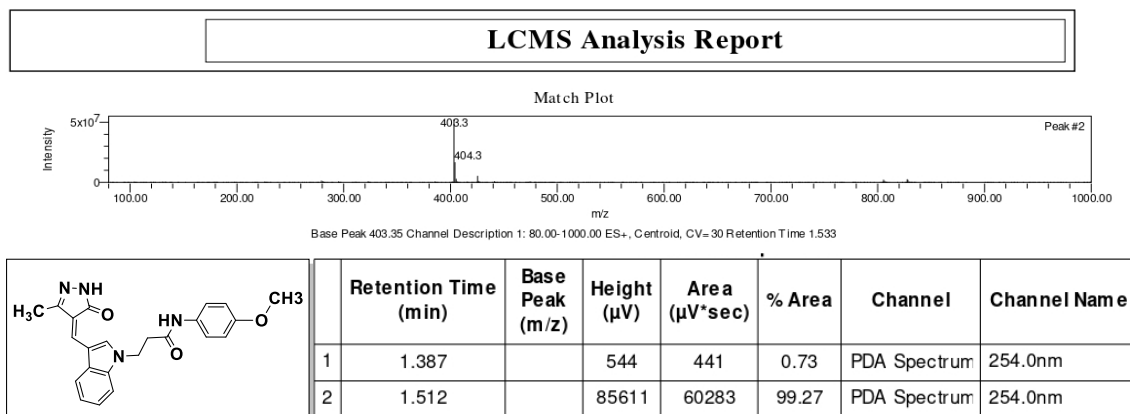 LCMS Analysis Report
Match Plot
5x10⁷
Intensity
0
403.3
404.3
Peak #2
100.00 200.00 300.00 400.00 500.00 600.00 700.00 800.00 900.00 1000.00
m/z
Base Peak 403.35 Channel Description 1: 80.00-1000.00 ES+, Centroid, CV=30 Retention Time 1.533
N NH
H₃C
O
N
HN
O
O
CH3
Retention Time (min) Base Peak (m/z) Height (µV) Area (µV*sec) % Area Channel Channel Name
1 1.387 544 441 0.73 PDA Spectrum 254.0nm
2 1.512 85611 60283 99.27 PDA Spectrum 254.0nm